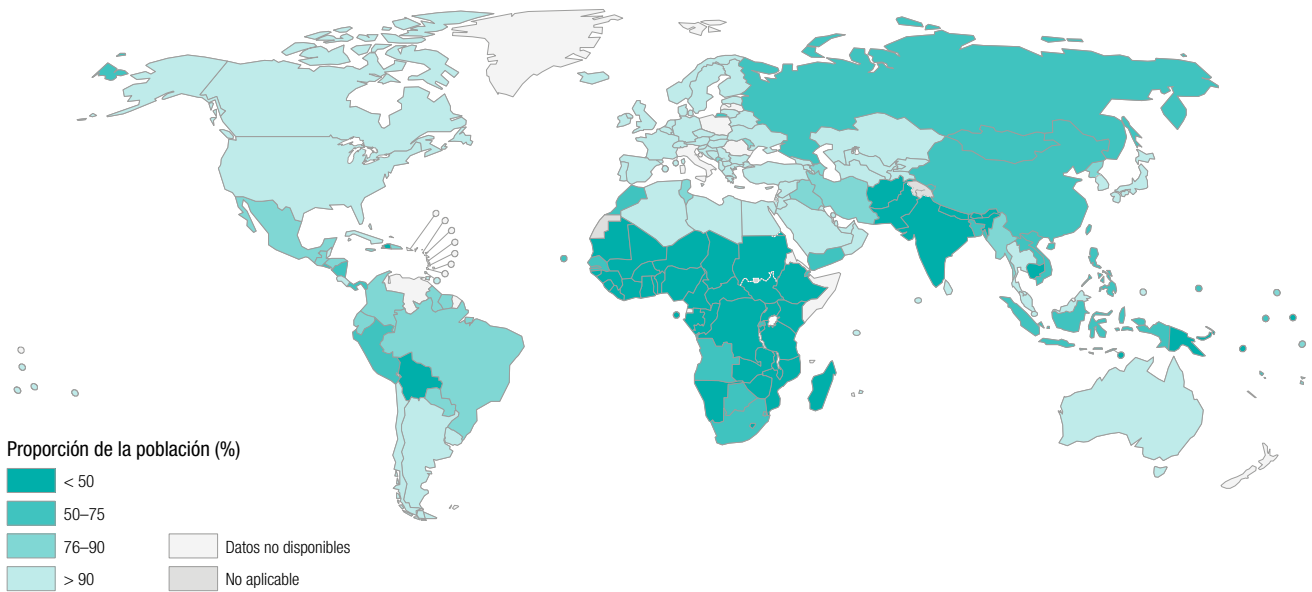 Proporción de la población (%)
< 50
50–75
76–90
> 90
Datos no disponibles
No aplicable